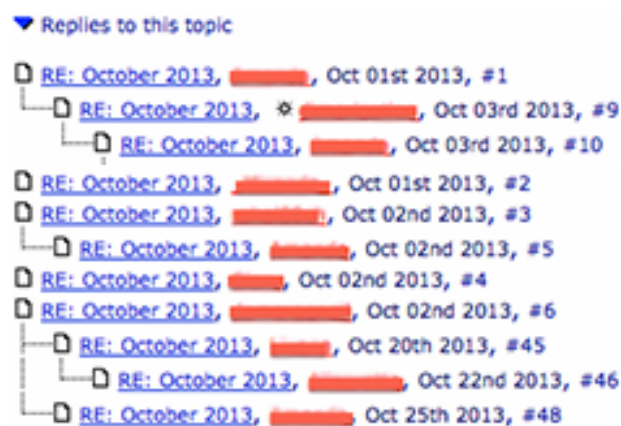 Replies to this topic
RE: October 2013, , Oct 01st 2013, #1
RE: October 2013, , Oct 03rd 2013, #9
RE: October 2013, , Oct 03rd 2013, #10
RE: October 2013, , Oct 01st 2013, #2
RE: October 2013, , Oct 02nd 2013, #3
RE: October 2013, , Oct 02nd 2013, #5
RE: October 2013, , Oct 02nd 2013, #4
RE: October 2013, , Oct 02nd 2013, #6
RE: October 2013, , Oct 20th 2013, #45
RE: October 2013, , Oct 22nd 2013, #46
RE: October 2013, , Oct 25th 2013, #48